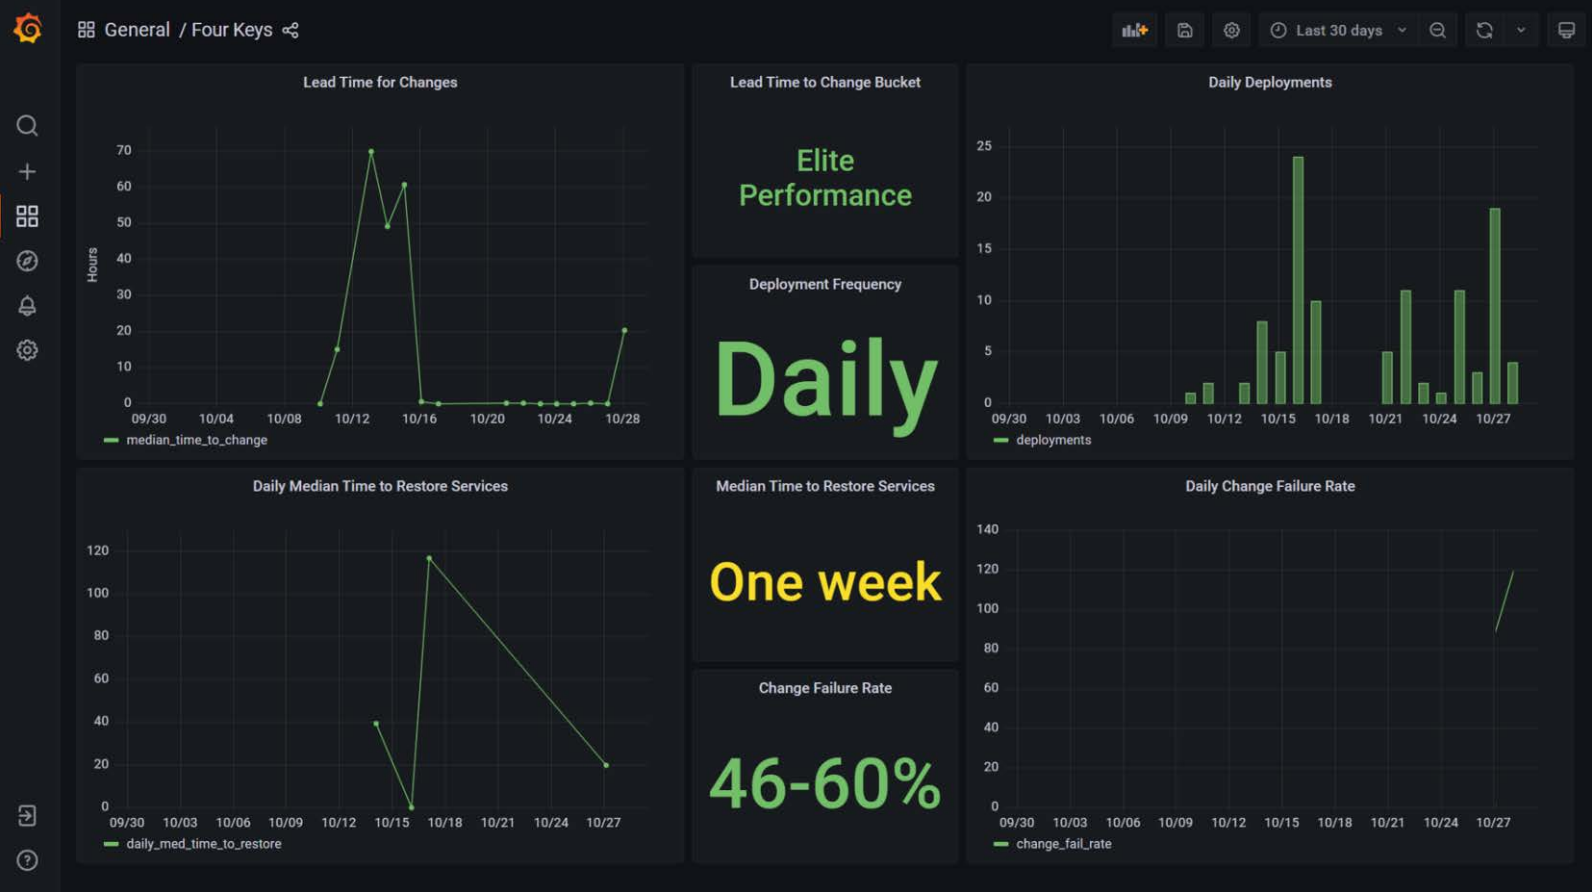 General / Four Keys
Last 30 days
Lead Time for Changes
Hours
70
60
50
40
30
20
10
0
09/30 10/04 10/08 10/12 10/16 10/20 10/24 10/28
median_time_to_change
Lead Time to Change Bucket
Elite
Performance
Deployment Frequency
Daily
Daily Deployments
25
20
15
10
5
0
09/30 10/03 10/06 10/09 10/12 10/15 10/18 10/21 10/24 10/27
deployments
Daily Median Time to Restore Services
120
100
80
60
40
20
0
09/30 10/03 10/06 10/09 10/12 10/15 10/18 10/21 10/24 10/27
daily_med_time_to_restore
Median Time to Restore Services
One week
Change Failure Rate
46-60%
Daily Change Failure Rate
140
120
100
80
60
40
20
0
09/30 10/03 10/06 10/09 10/12 10/15 10/18 10/21 10/24 10/27
change_fail_rate